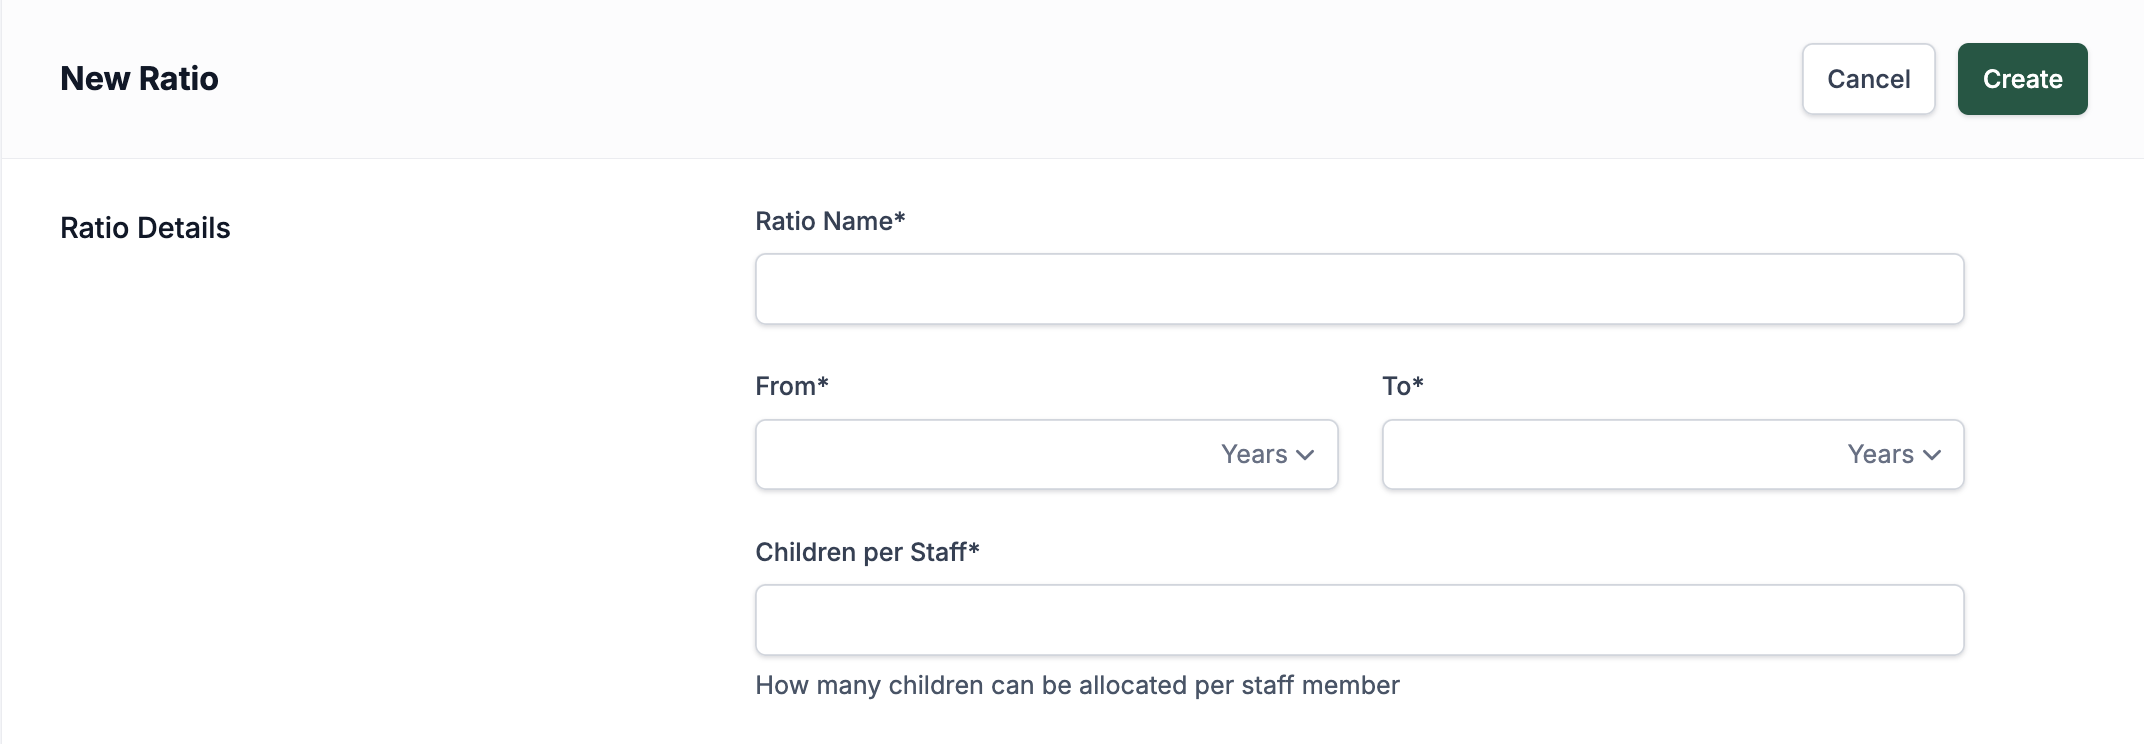 New Ratio
Cancel
Create
Ratio Details
Ratio Name*
From*
To*
Years
Years
Children per Staff*
How many children can be allocated per staff member